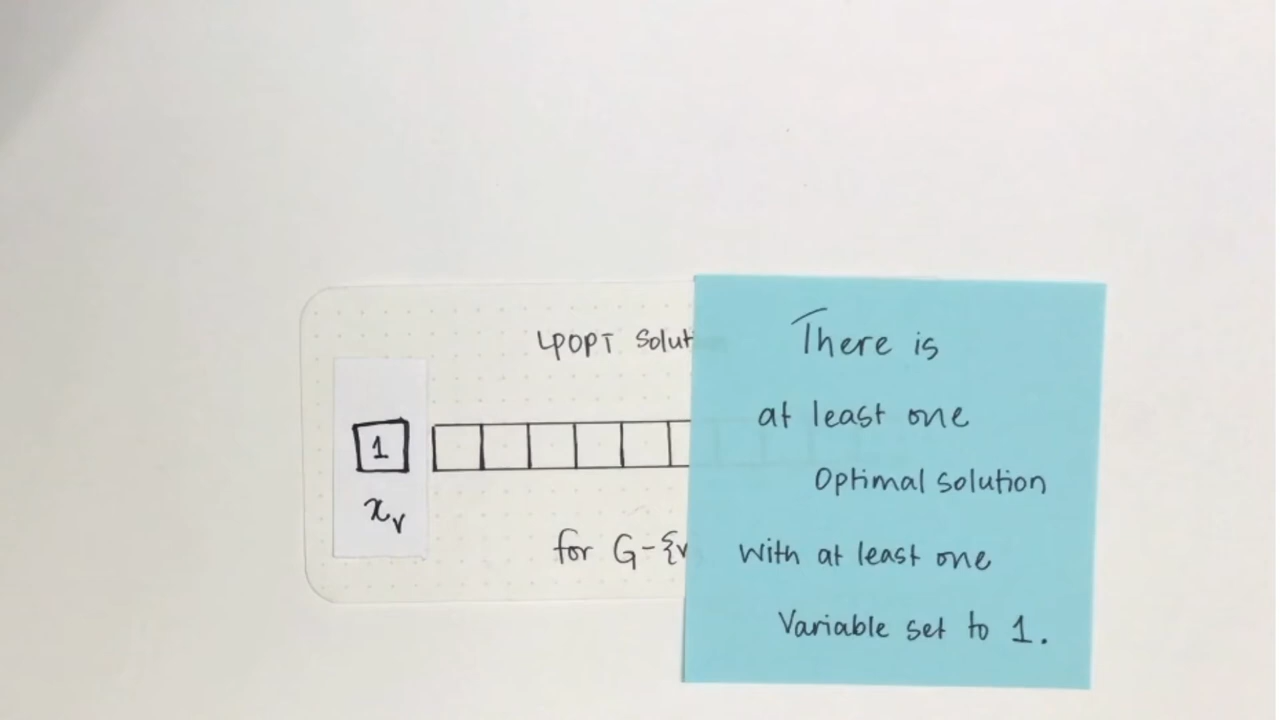 LPOPT Solut
1
x_v
for G-{v
There is
at least one
Optimal solution
with at least one
Variable set to 1.